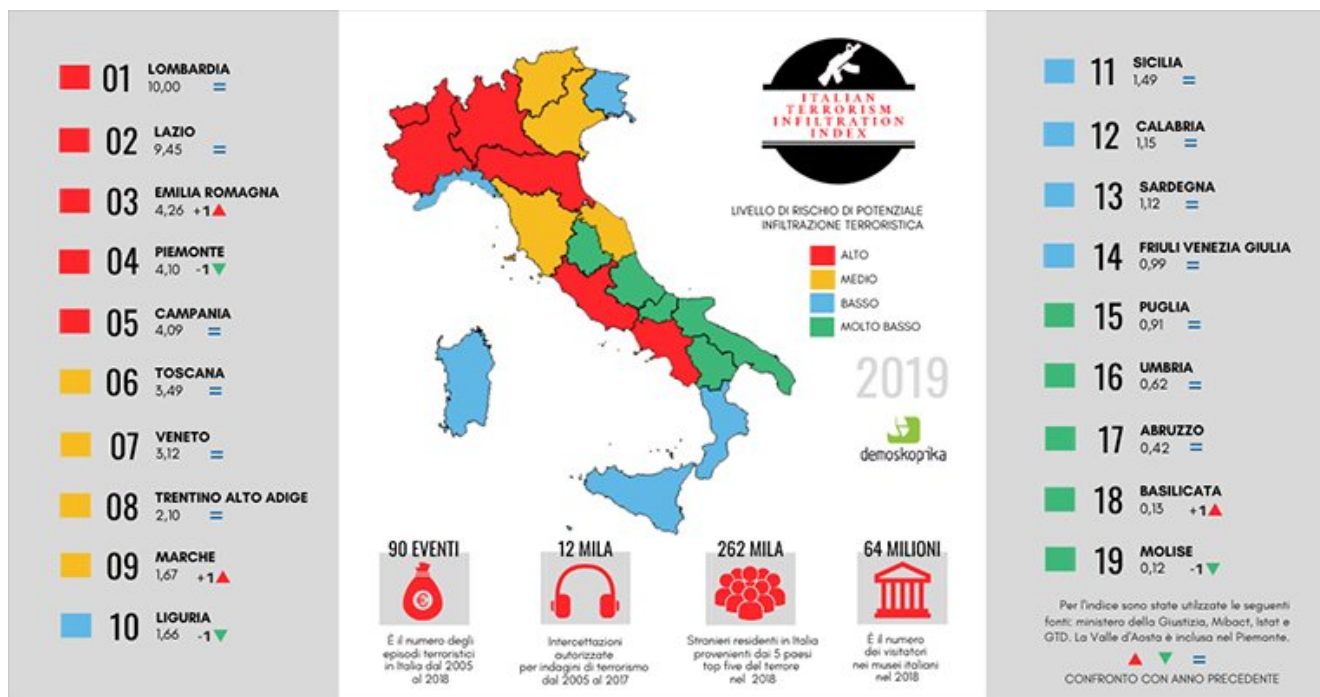 01 LOMBARDIA
10,00 =
02 LAZIO
9,45 =
03 EMILIA ROMAGNA
4,26 +1▲
04 PIEMONTE
4,10 -1▼
05 CAMPANIA
4,09 =
06 TOSCANA
3,49 =
07 VENETO
3,12 =
08 TRENTINO ALTO ADIGE
2,10 =
09 MARCHE
1,67 +1▲
10 LIGURIA
1,66 -1▼
ITALIAN
TERRORISM
INFILTRATION
INDEX
LIVELLO DI RISCHIO DI POTENZIALE
INFILTRAZIONE TERRORISTICA
ALTO
MEDIO
BASSO
MOLTO BASSO
2019
demoskopika
90 EVENTI
È il numero degli
episodi terroristici
in Italia dal 2005
al 2018
12 MILA
Intercettazioni
autorizzate
per indagini di terrorismo
dal 2005 al 2017
262 MILA
Stranieri residenti in Italia
provenienti dai 5 paesi
top five del terrore
nel 2018
64 MILIONI
È il numero
dei visitatori
nei musei italiani
nel 2018
11 SICILIA
1,49 =
12 CALABRIA
1,15 =
13 SARDEGNA
1,12 =
14 FRIULI VENEZIA GIULIA
0,99 =
15 PUGLIA
0,91 =
16 UMBRIA
0,62 =
17 ABRUZZO
0,42 =
18 BASILICATA
0,13 +1▲
19 MOLISE
0,12 -1▼
Per l'indice sono state utilzzate le seguenti
fonti: ministero della Giustizia, Mibact, Istat e
GTD. La Valle d'Aosta è inclusa nel Piemonte.
▲ ▼ =
CONFRONTO CON ANNO PRECEDENTE